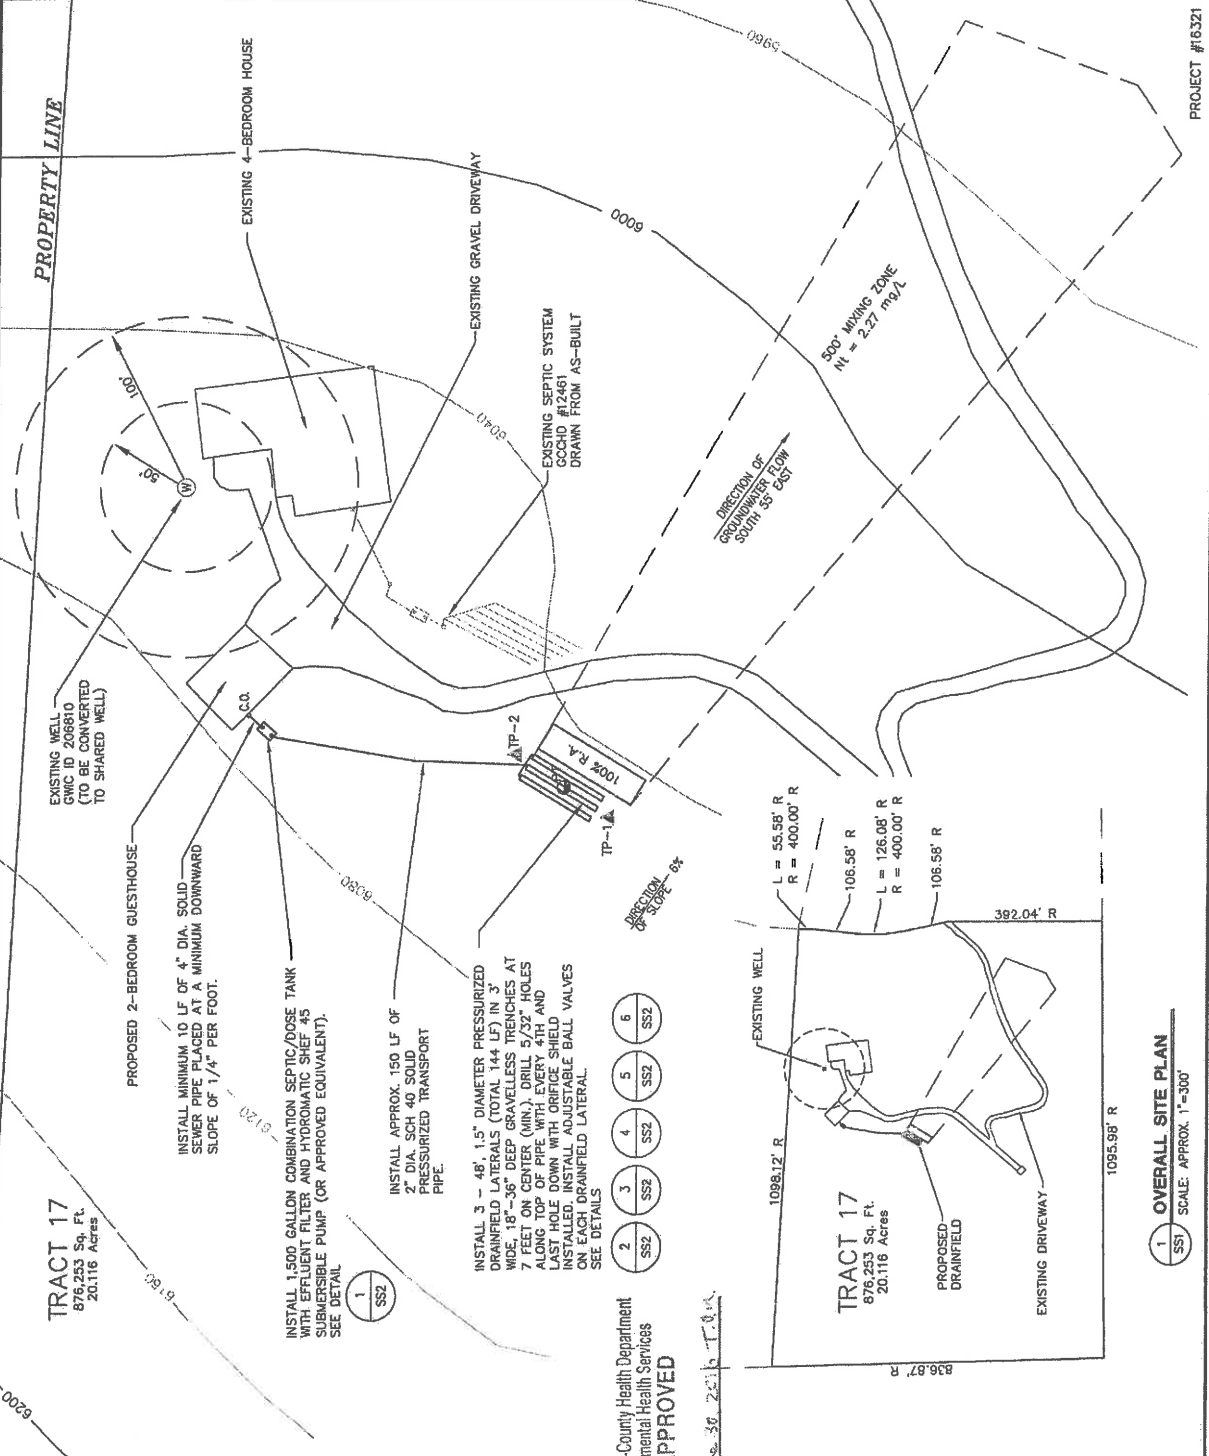 PROPERTY LINE
EXISTING 4-BEDROOM HOUSE
EXISTING GRAVEL DRIVEWAY
EXISTING SEPTIC SYSTEM
GCCHD #12461
DRAWN FROM AS-BUILT
100'
50'
W
EXISTING WELL
GWIC ID 206810
(TO BE CONVERTED
TO SHARED WELL)
PROPOSED 2-BEDROOM GUESTHOUSE
C.O.
INSTALL MINIMUM 10 LF OF 4" DIA. SOLID
SEWER PIPE PLACED AT A MINIMUM DOWNWARD
SLOPE OF 1/4" PER FOOT.
INSTALL 1,500 GALLON COMBINATION SEPTIC/DOSE TANK
WITH EFFLUENT FILTER AND HYDROMATIC SHEF 45
SUBMERSIBLE PUMP (OR APPROVED EQUIVALENT).
SEE DETAIL
1
SS2
INSTALL APPROX. 150 LF OF
2" DIA. SCH 40 SOLID
PRESSURIZED TRANSPORT
PIPE.
INSTALL 3 - 48', 1.5" DIAMETER PRESSURIZED
DRAINFIELD LATERALS (TOTAL 144 LF) IN 3'
WIDE, 18"-36" DEEP GRAVELLESS TRENCHES AT
7 FEET ON CENTER (MIN.). DRILL 5/32" HOLES
ALONG TOP OF PIPE WITH EVERY 4TH AND
LAST HOLE DOWN WITH ORIFICE SHIELD
INSTALLED. INSTALL ADJUSTABLE BALL VALVES
ON EACH DRAINFIELD LATERAL.
SEE DETAILS
2
SS2
3
SS2
4
SS2
5
SS2
6
SS2
TP-2
TP-1
100% R.A.
DIRECTION
OF SLOPE - 6%
DIRECTION OF
GROUNDWATER FLOW
SOUTH 55° EAST
500' MIXING ZONE
Nt = 2.27 mg/L
5960
6000
6040
6080
6120
6160
6200
TRACT 17
876,253 Sq. Ft.
20.116 Acres
-County Health Department
mental Health Services
PPROVED
L = 55.58' R
R = 400.00' R
106.58' R
L = 126.08' R
R = 400.00' R
106.58' R
392.04' R
1098.12' R
1095.98' R
836.87' R
EXISTING WELL
TRACT 17
876,253 Sq. Ft.
20.116 Acres
PROPOSED
DRAINFIELD
EXISTING DRIVEWAY
1
SS1
OVERALL SITE PLAN
SCALE: APPROX. 1"=300'
PROJECT #16321